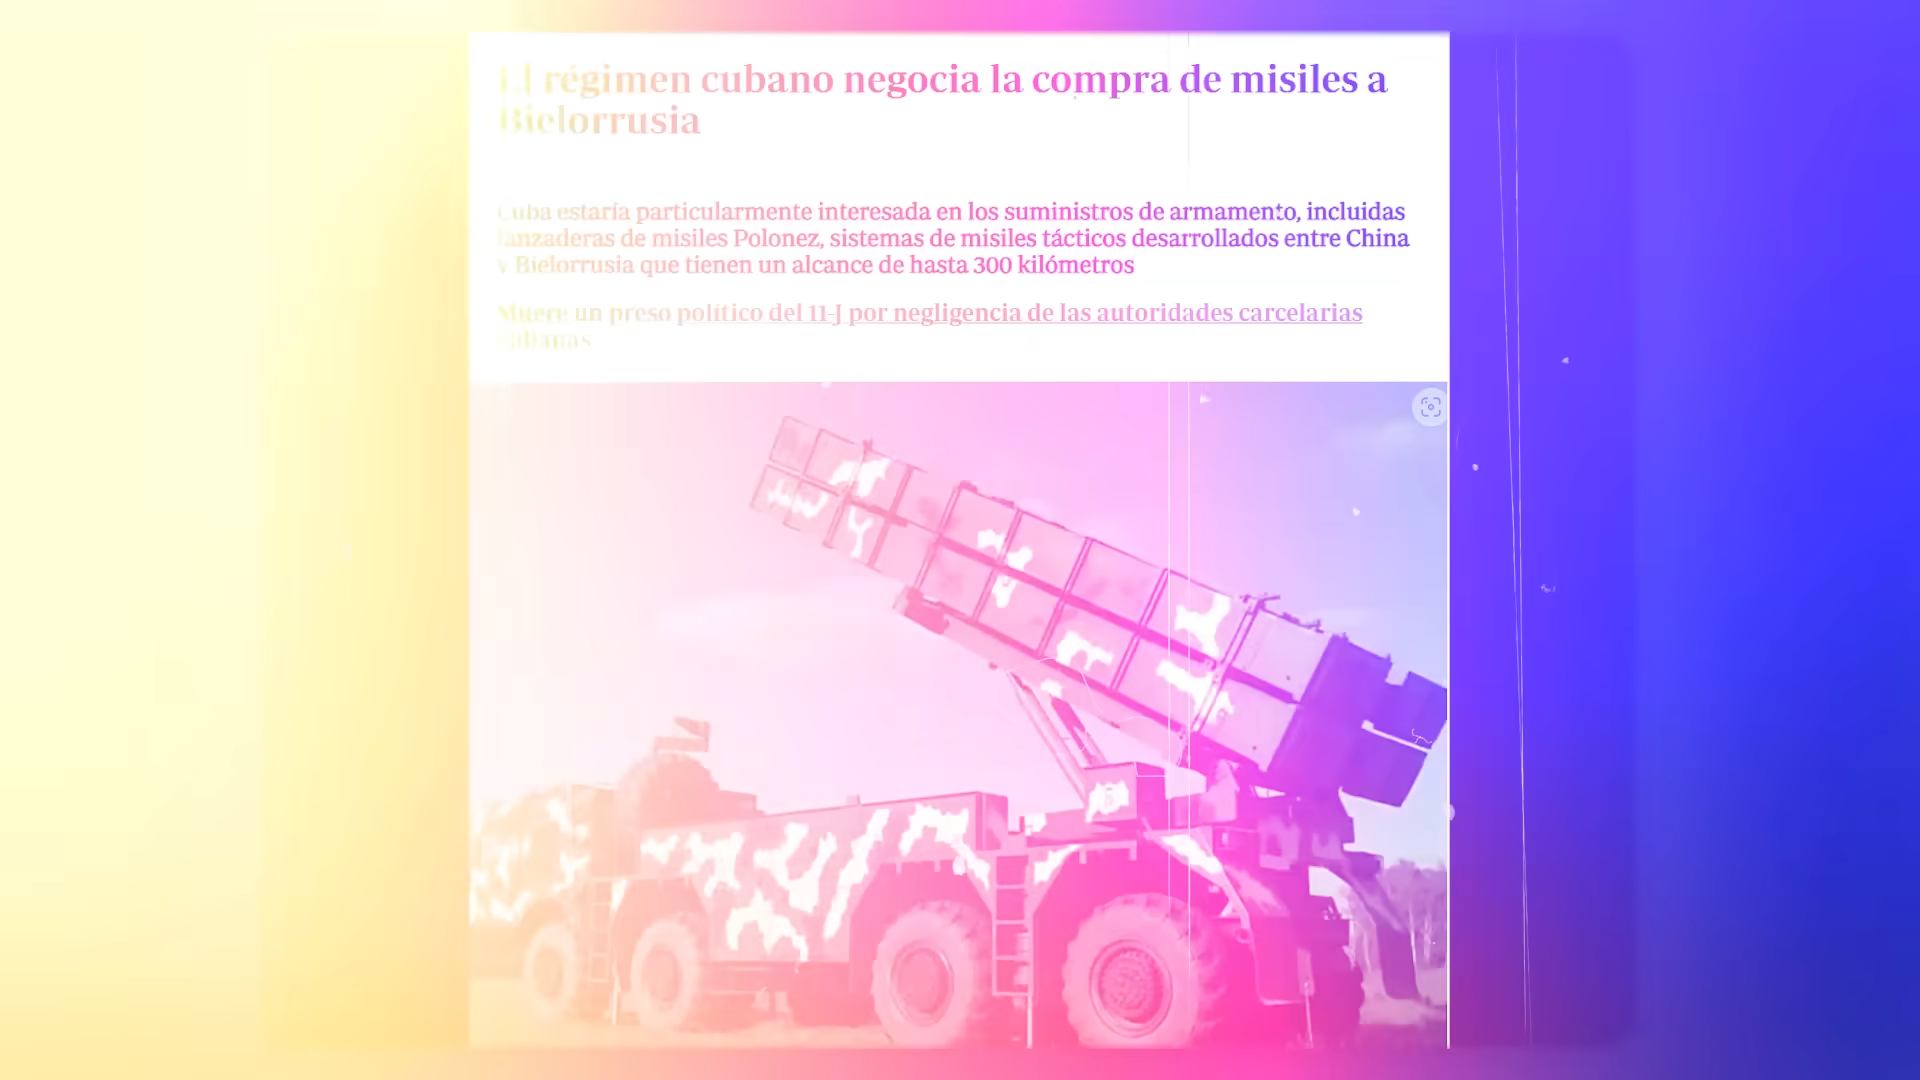 El régimen cubano negocia la compra de misiles a
Bielorrusia
Cuba estaría particularmente interesada en los suministros de armamento, incluidas
lanzaderas de misiles Polonez, sistemas de misiles tácticos desarrollados entre China
y Bielorrusia que tienen un alcance de hasta 300 kilómetros
Muere un preso político del 11-J por negligencia de las autoridades carcelarias
cubanas